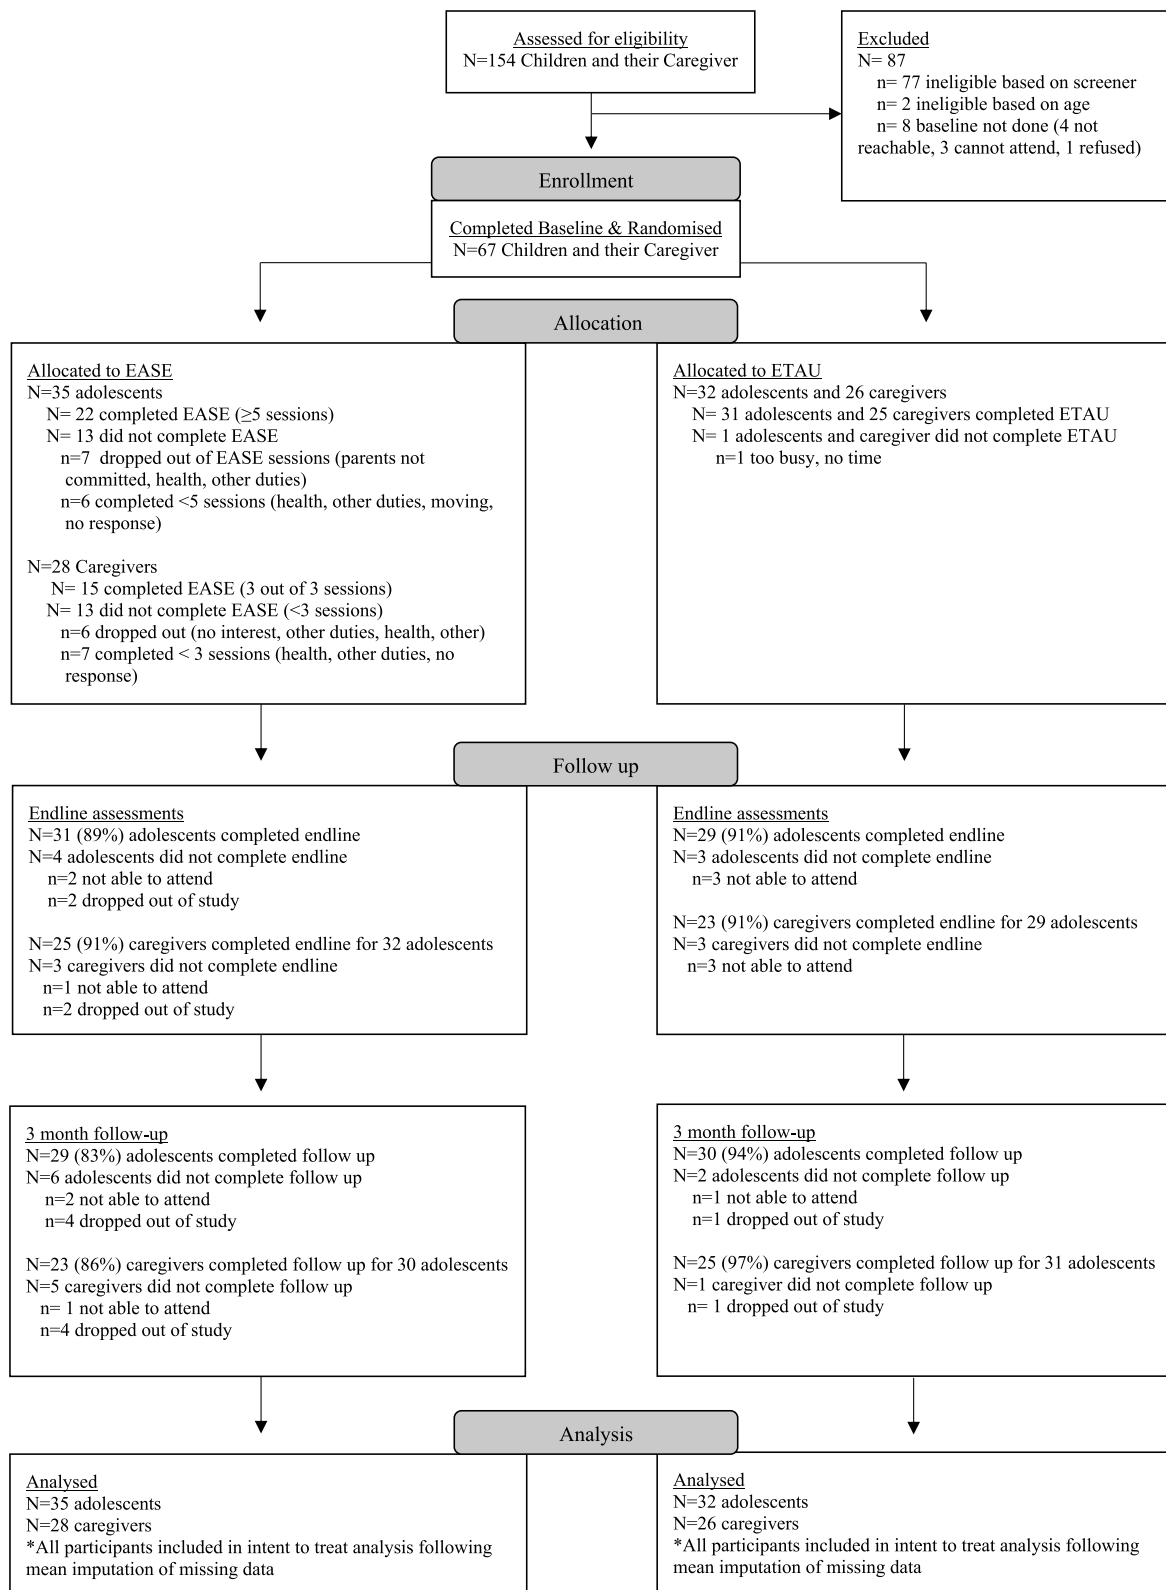 Assessed for eligibility
N=154 Children and their Caregiver
Excluded
N= 87
n= 77 ineligible based on screener
n= 2 ineligible based on age
n= 8 baseline not done (4 not
reachable, 3 cannot attend, 1 refused)
Enrollment
Completed Baseline & Randomised
N=67 Children and their Caregiver
Allocation
Allocated to EASE
N=35 adolescents
N= 22 completed EASE (≥5 sessions)
N= 13 did not complete EASE
n=7 dropped out of EASE sessions (parents not
committed, health, other duties)
n=6 completed <5 sessions (health, other duties, moving,
no response)
N=28 Caregivers
N= 15 completed EASE (3 out of 3 sessions)
N= 13 did not complete EASE (<3 sessions)
n=6 dropped out (no interest, other duties, health, other)
n=7 completed < 3 sessions (health, other duties, no
response)
Allocated to ETAU
N=32 adolescents and 26 caregivers
N= 31 adolescents and 25 caregivers completed ETAU
N= 1 adolescents and caregiver did not complete ETAU
n=1 too busy, no time
Follow up
Endline assessments
N=31 (89%) adolescents completed endline
N=4 adolescents did not complete endline
n=2 not able to attend
n=2 dropped out of study
N=25 (91%) caregivers completed endline for 32 adolescents
N=3 caregivers did not complete endline
n=1 not able to attend
n=2 dropped out of study
Endline assessments
N=29 (91%) adolescents completed endline
N=3 adolescents did not complete endline
n=3 not able to attend
N=23 (91%) caregivers completed endline for 29 adolescents
N=3 caregivers did not complete endline
n=3 not able to attend
3 month follow-up
N=29 (83%) adolescents completed follow up
N=6 adolescents did not complete follow up
n=2 not able to attend
n=4 dropped out of study
N=23 (86%) caregivers completed follow up for 30 adolescents
N=5 caregivers did not complete follow up
n= 1 not able to attend
n=4 dropped out of study
3 month follow-up
N=30 (94%) adolescents completed follow up
N=2 adolescents did not complete follow up
n=1 not able to attend
n=1 dropped out of study
N=25 (97%) caregivers completed follow up for 31 adolescents
N=1 caregiver did not complete follow up
n= 1 dropped out of study
Analysis
Analysed
N=35 adolescents
N=28 caregivers
*All participants included in intent to treat analysis following
mean imputation of missing data
Analysed
N=32 adolescents
N=26 caregivers
*All participants included in intent to treat analysis following
mean imputation of missing data